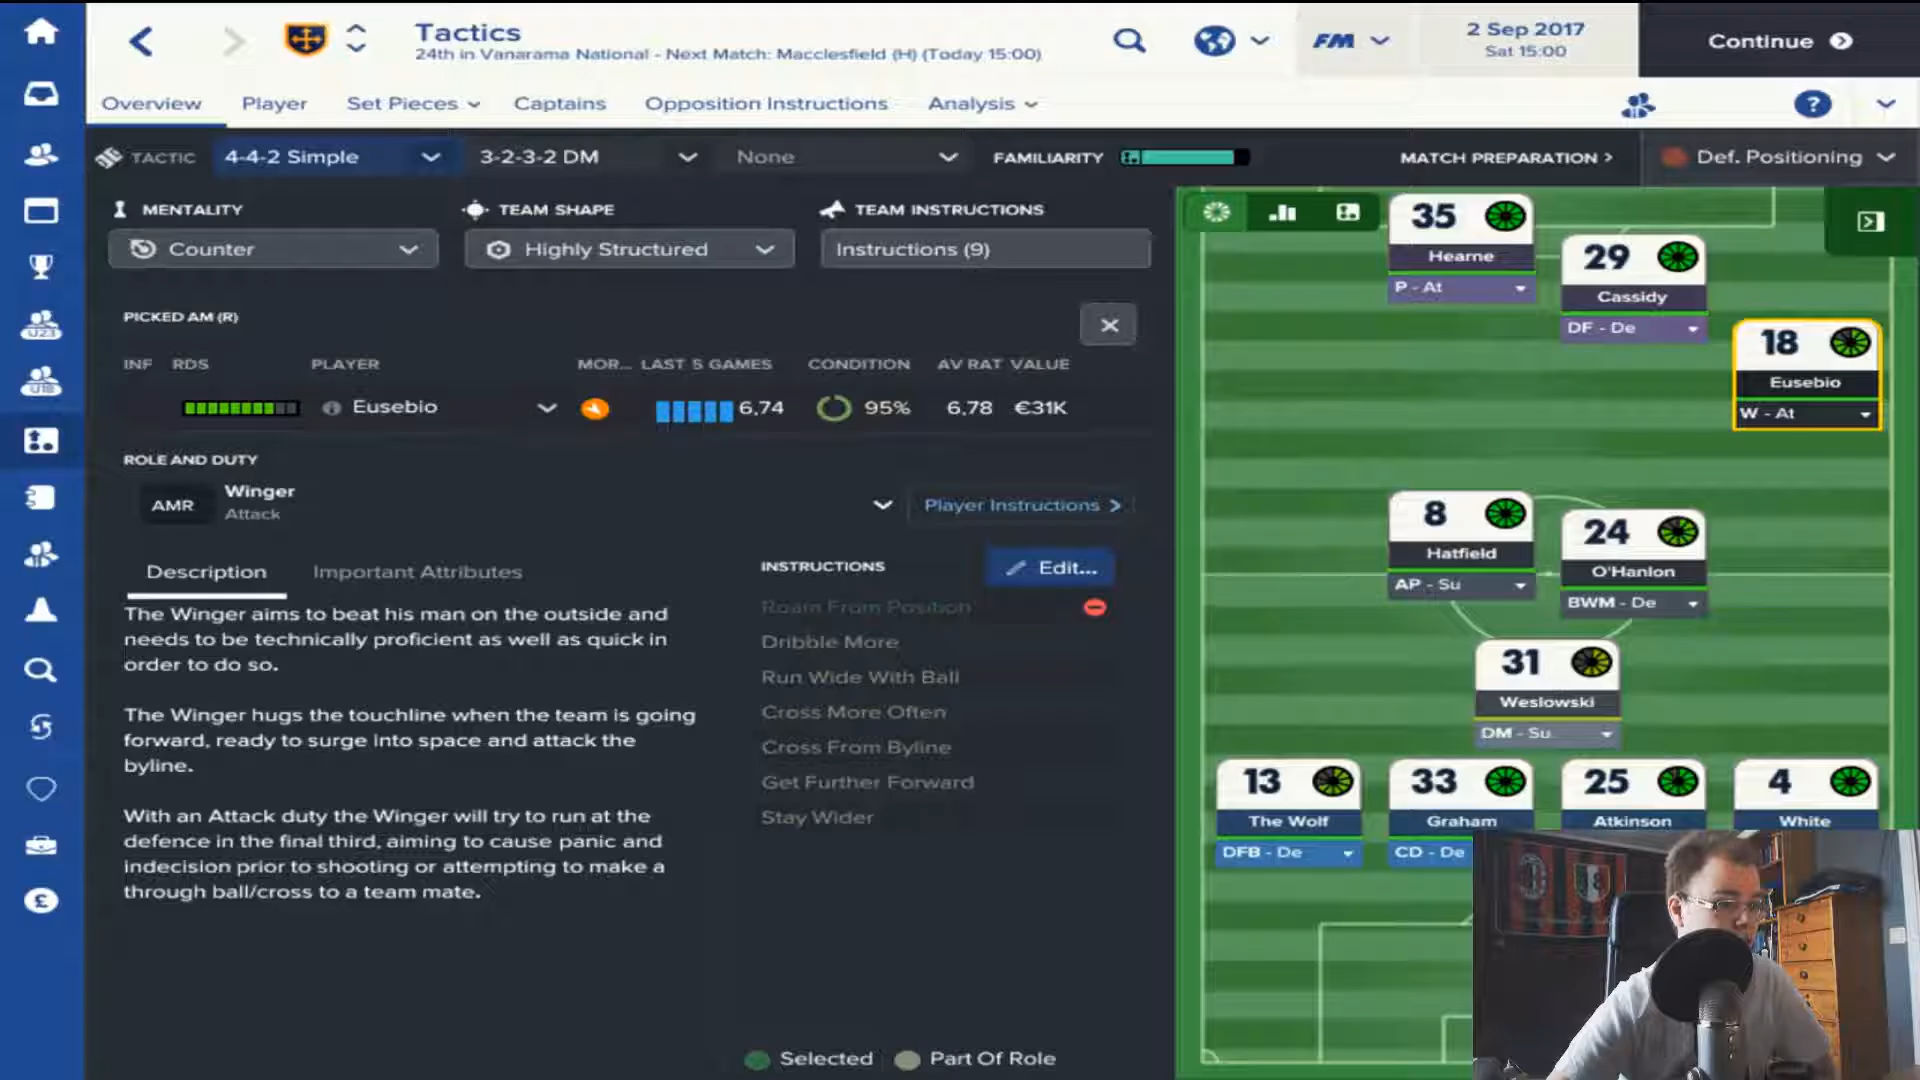 Tactics
24th in Vanarama National - Next Match: Macclesfield (H) (Today 15:00)
FM
2 Sep 2017
Sat 15:00
Continue
Overview Player Set Pieces Captains Opposition Instructions Analysis
?
TACTIC 4-4-2 Simple 3-2-3-2 DM None FAMILIARITY MATCH PREPARATION > Def. Positioning
MENTALITY TEAM SHAPE TEAM INSTRUCTIONS
Counter Highly Structured Instructions (9)
PICKED AM (R)
INF RDS PLAYER MOR... LAST 5 GAMES CONDITION AV RAT VALUE
Eusebio 6.74 95% 6.78 €31K
ROLE AND DUTY
AMR Winger
Attack
Player Instructions >
Description Important Attributes
The Winger aims to beat his man on the outside and
needs to be technically proficient as well as quick in
order to do so.
The Winger hugs the touchline when the team is going
forward, ready to surge into space and attack the
byline.
With an Attack duty the Winger will try to run at the
defence in the final third, aiming to cause panic and
indecision prior to shooting or attempting to make a
through ball/cross to a team mate.
INSTRUCTIONS Edit...
Roam From Position
Dribble More
Run Wide With Ball
Cross More Often
Cross From Byline
Get Further Forward
Stay Wider
Selected Part Of Role
35
Hearne
P - At
29
Cassidy
DF - De
18
Eusebio
W - At
8
Hatfield
AP - Su
24
O'Hanlon
BWM - De
31
Weslowski
DM - Su
13
The Wolf
DFB - De
33
Graham
CD - De
25
Atkinson
4
White
U23
U18
£